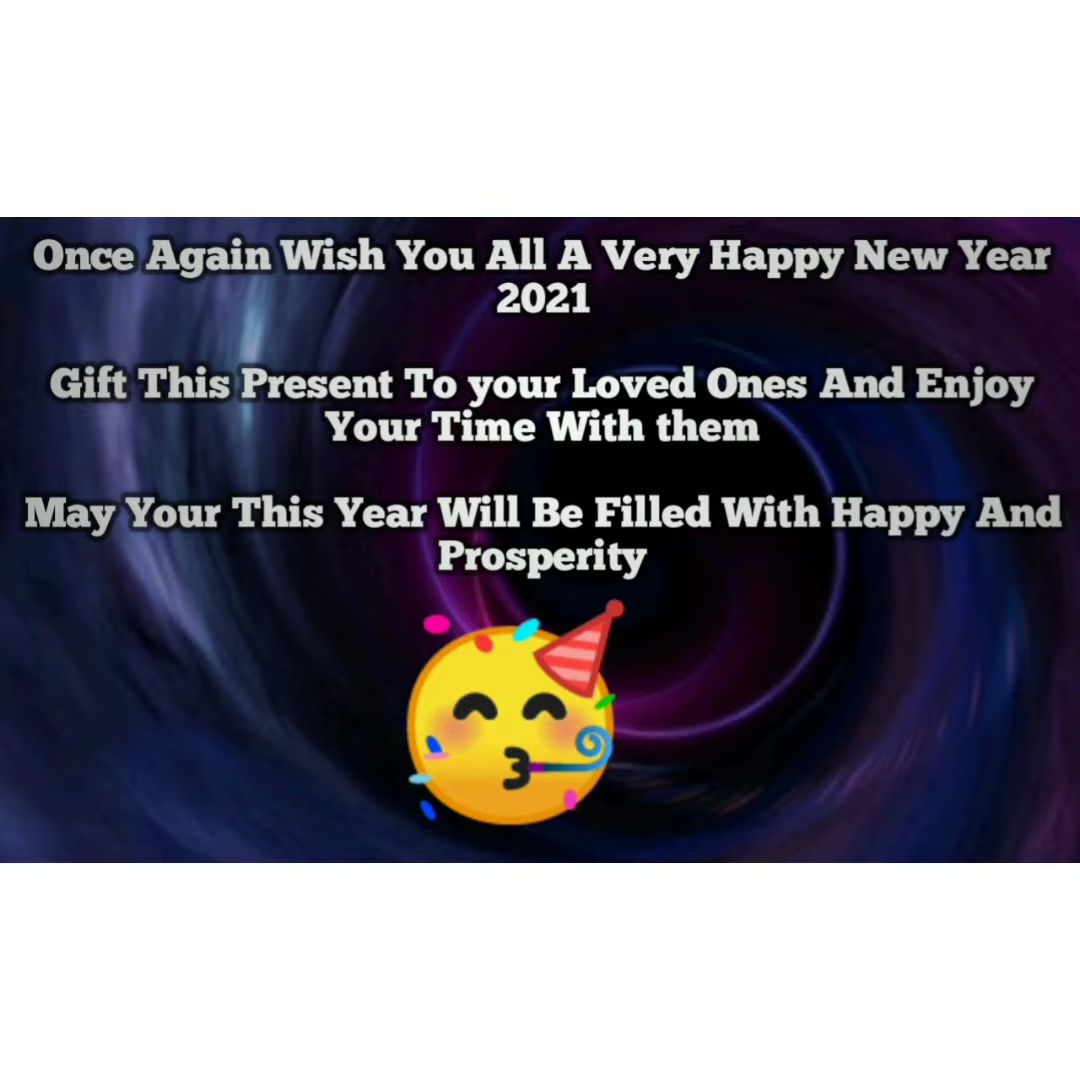 Once Again Wish You All A Very Happy New Year
2021
Gift This Present To your Loved Ones And Enjoy
Your Time With them
May Your This Year Will Be Filled With Happy And
Prosperity